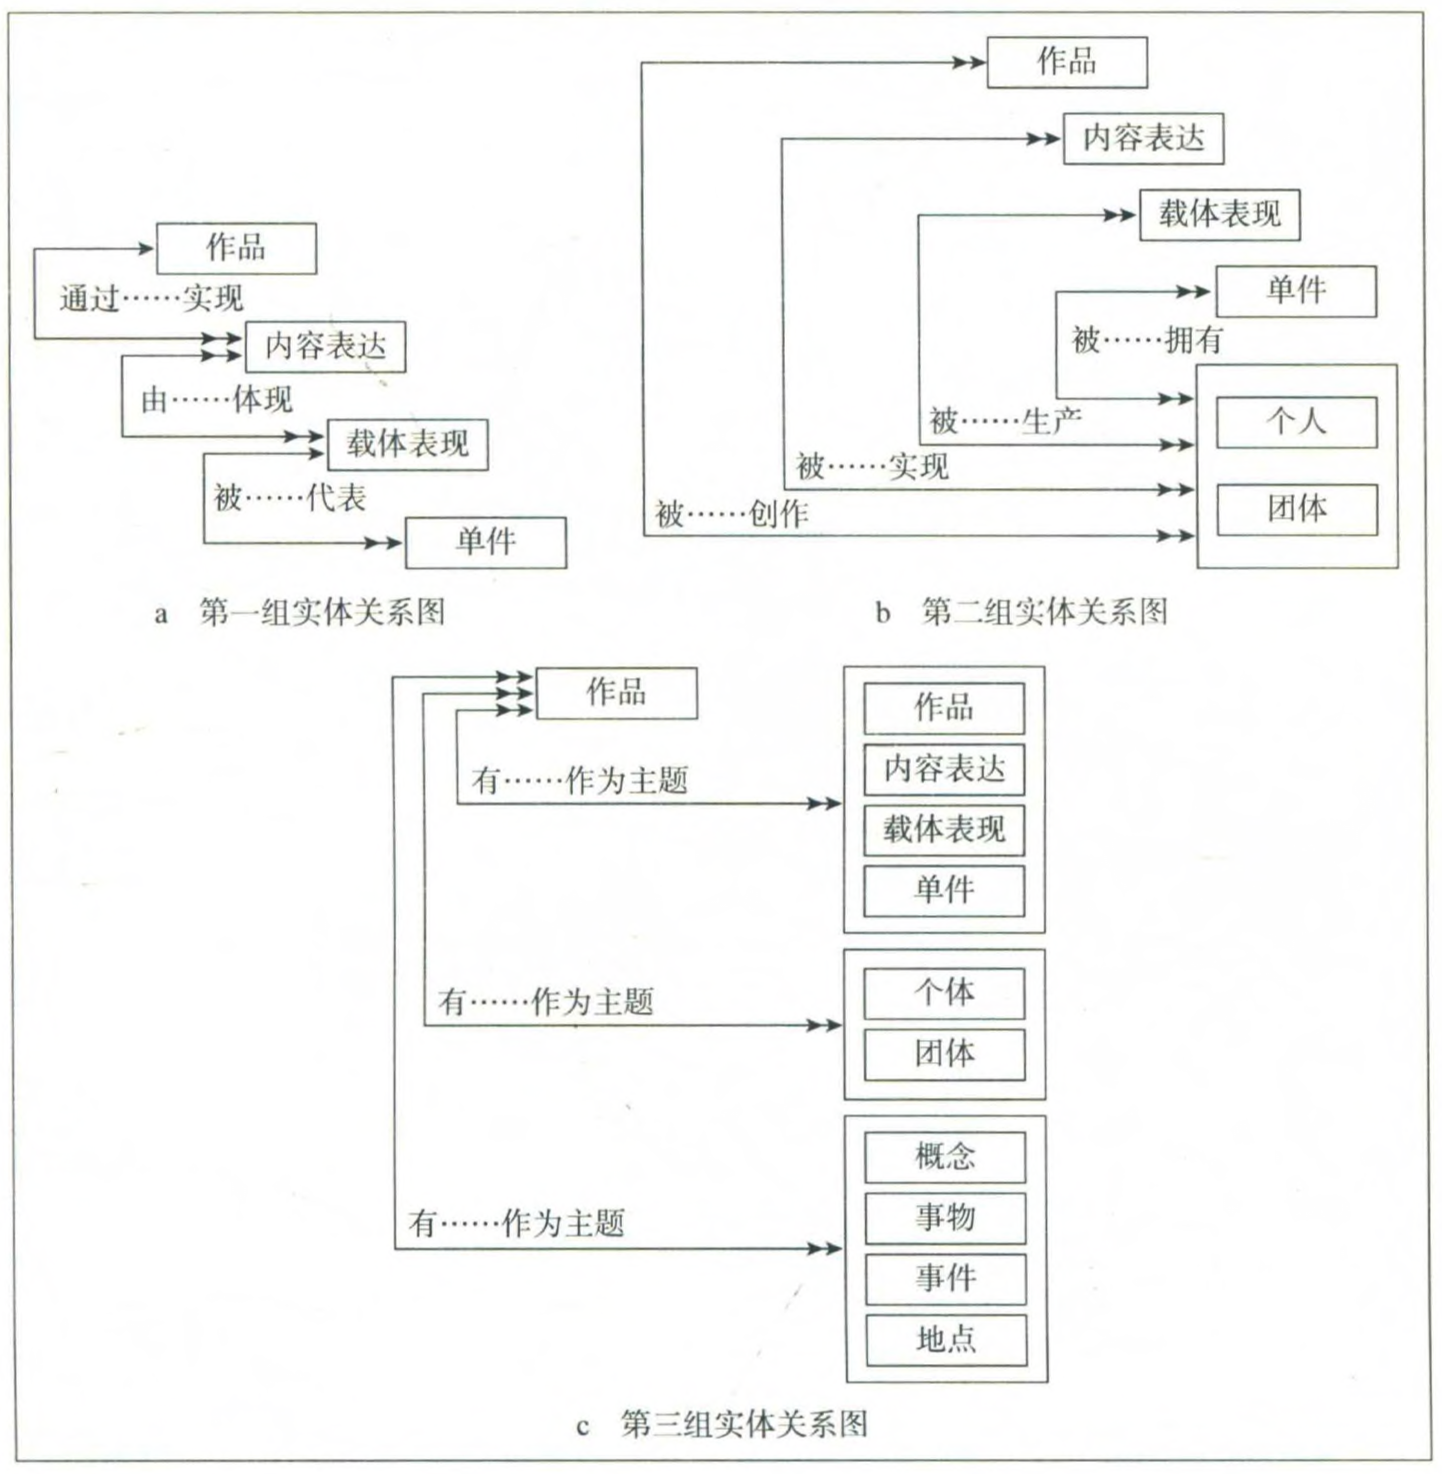 作品
通过……实现
内容表达
由……体现
载体表现
被……代表
单件
a 第一组实体关系图
作品
内容表达
载体表现
单件
被……拥有
个人
被……生产
被……实现
团体
被……创作
b 第二组实体关系图
作品
有……作为主题
作品
内容表达
载体表现
单件
有……作为主题
个体
团体
有……作为主题
概念
事物
事件
地点
c 第三组实体关系图